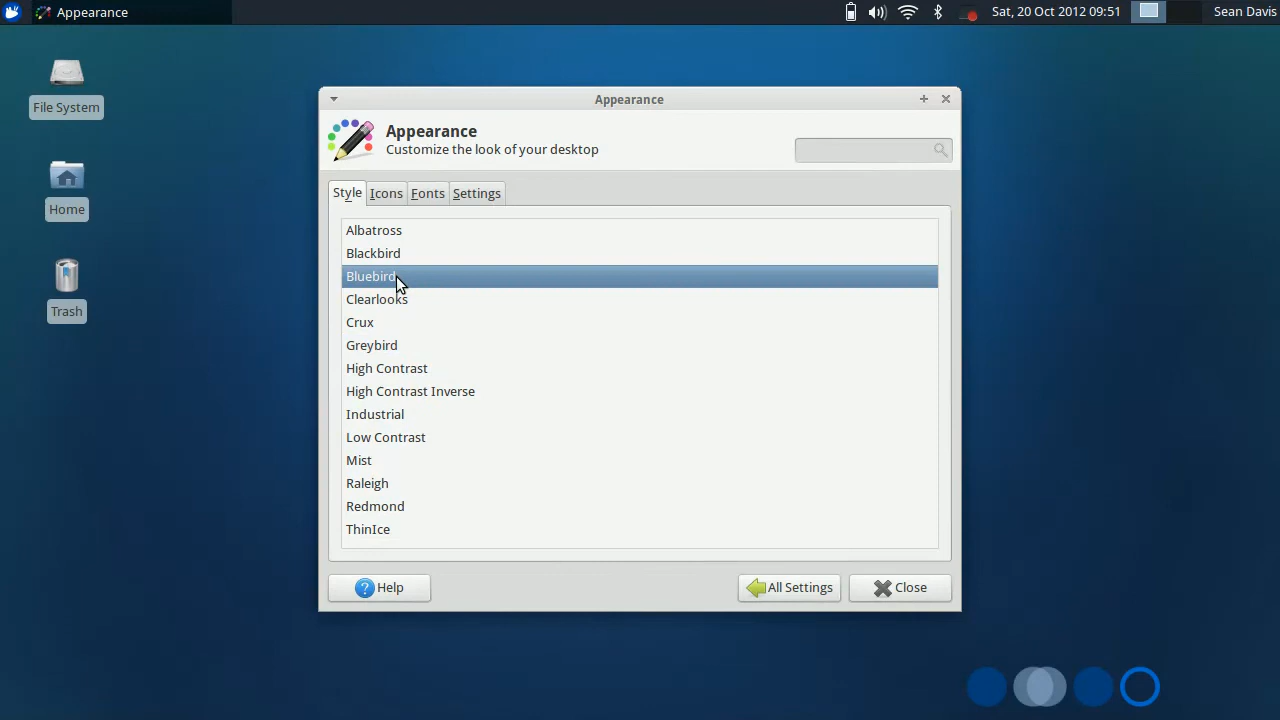 Appearance
Sat, 20 Oct 2012 09:51
Sean Davis
File System
Home
Trash
Appearance
Appearance
Customize the look of your desktop
Style
Icons
Fonts
Settings
Albatross
Blackbird
Bluebird
Clearlooks
Crux
Greybird
High Contrast
High Contrast Inverse
Industrial
Low Contrast
Mist
Raleigh
Redmond
ThinIce
Help
All Settings
Close